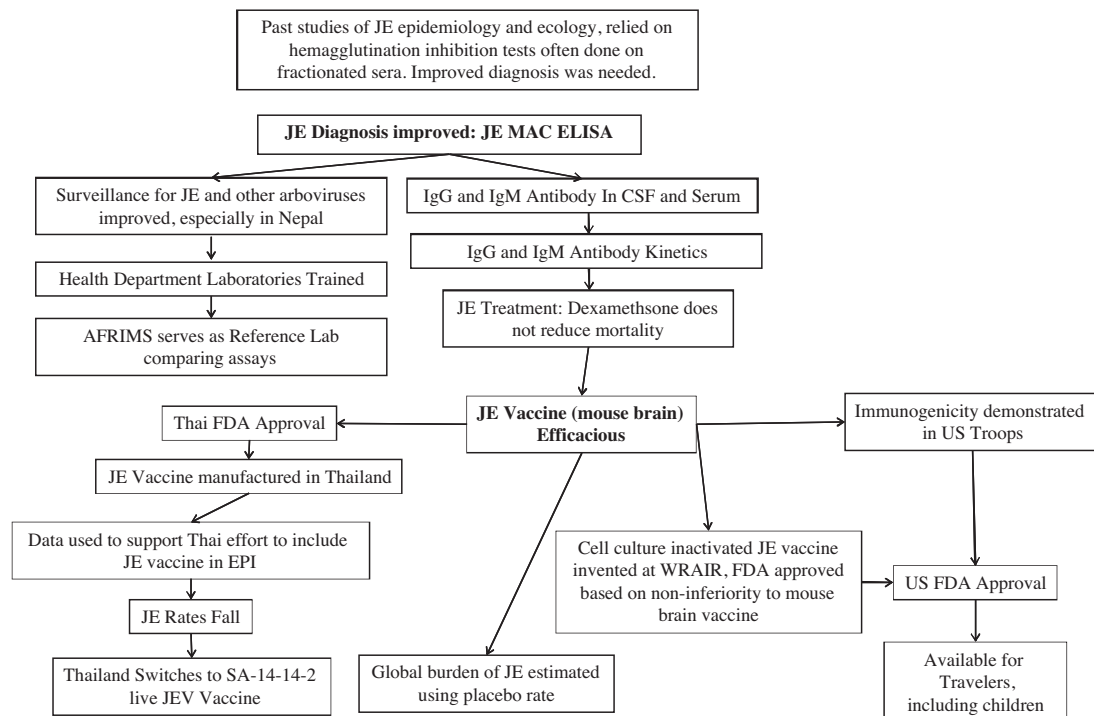 Past studies of JE epidemiology and ecology, relied on
hemagglutination inhibition tests often done on
fractionated sera. Improved diagnosis was needed.
JE Diagnosis improved: JE MAC ELISA
Surveillance for JE and other arboviruses
improved, especially in Nepal
Health Department Laboratories Trained
AFRIMS serves as Reference Lab
comparing assays
IgG and IgM Antibody In CSF and Serum
IgG and IgM Antibody Kinetics
JE Treatment: Dexamethsone does
not reduce mortality
JE Vaccine (mouse brain)
Efficacious
Thai FDA Approval
JE Vaccine manufactured in Thailand
Data used to support Thai effort to include
JE vaccine in EPI
JE Rates Fall
Thailand Switches to SA-14-14-2
live JEV Vaccine
Global burden of JE estimated
using placebo rate
Cell culture inactivated JE vaccine
invented at WRAIR, FDA approved
based on non-inferiority to mouse
brain vaccine
Immunogenicity demonstrated
in US Troops
US FDA Approval
Available for
Travelers,
including children